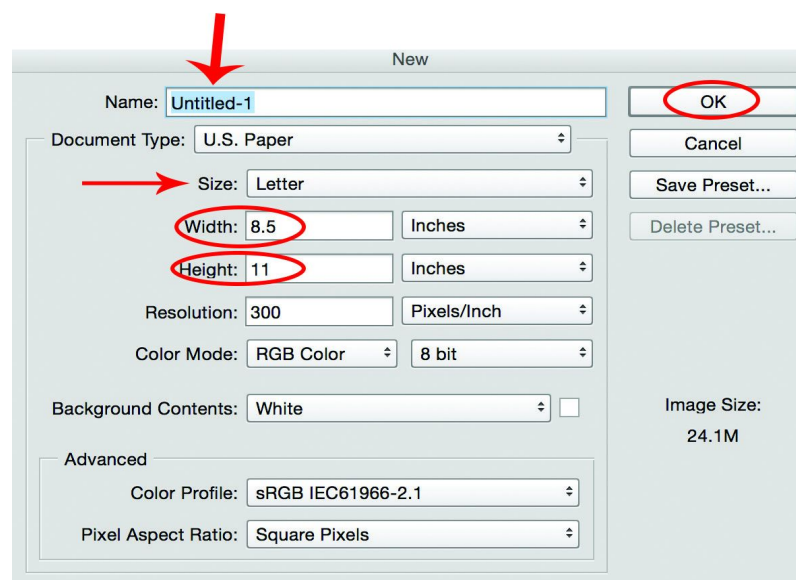 New
Name: Untitled-1
OK
Document Type: U.S. Paper
Cancel
Size: Letter
Save Preset...
Width: 8.5 Inches
Delete Preset...
Height: 11 Inches
Resolution: 300 Pixels/Inch
Color Mode: RGB Color 8 bit
Background Contents: White
Image Size:
24.1M
Advanced
Color Profile: sRGB IEC61966-2.1
Pixel Aspect Ratio: Square Pixels